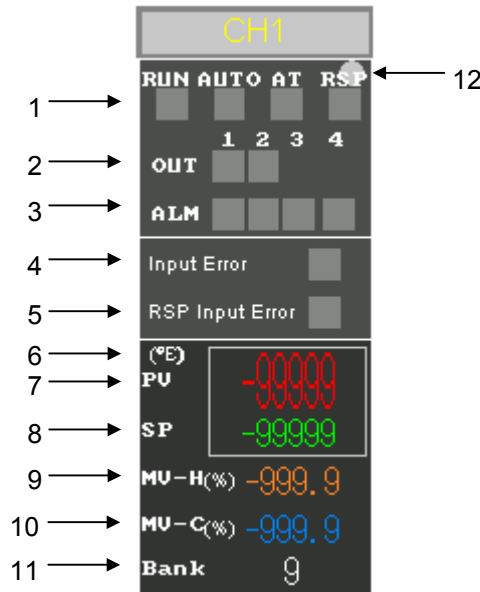 CH1
RUN AUTO AT RSP
12
1
1 2 3 4
2 OUT
3 ALM
4 Input Error
5 RSP Input Error
6 (°E)
7 PV -99999
8 SP -99999
9 MV-H(%) -999.9
10 MV-C(%) -999.9
11 Bank 9